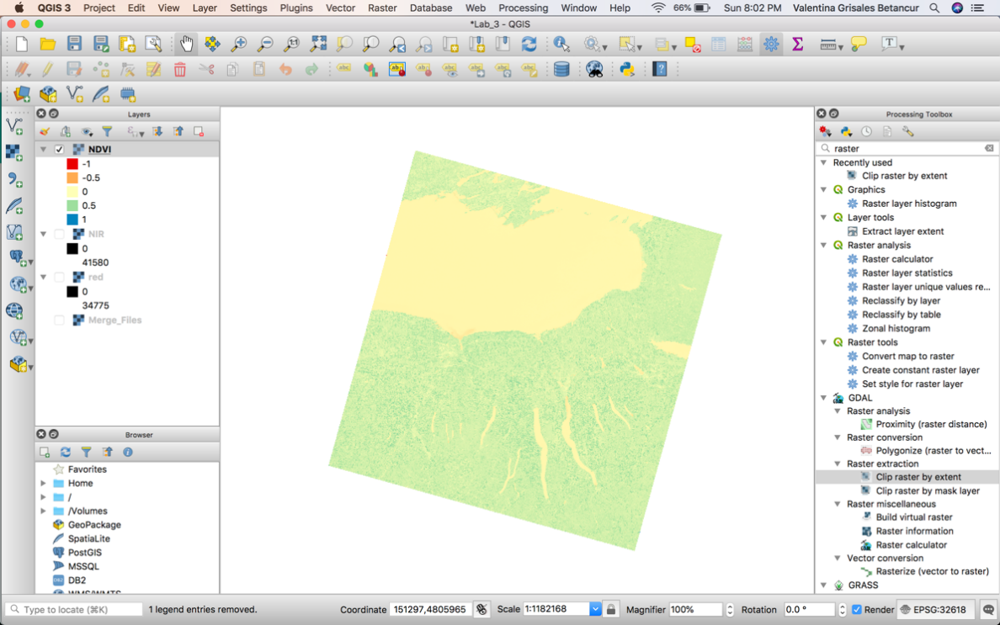 QGIS 3 Project Edit View Layer Settings Plugins Vector Raster Database Web Processing Window Help 66% Sun 8:02 PM Valentina Grisales Betancur
*Lab_3 - QGIS
Layers
NDVI
-1
-0.5
0
0.5
1
NIR
0
41580
red
0
34775
Merge_Files
Browser
Favorites
Home
/
/Volumes
GeoPackage
SpatiaLite
PostGIS
MSSQL
DB2
WMS/WMTS
Processing Toolbox
raster
Recently used
Clip raster by extent
Graphics
Raster layer histogram
Layer tools
Extract layer extent
Raster analysis
Raster calculator
Raster layer statistics
Raster layer unique values re...
Reclassify by layer
Reclassify by table
Zonal histogram
Raster tools
Convert map to raster
Create constant raster layer
Set style for raster layer
GDAL
Raster analysis
Proximity (raster distance)
Raster conversion
Polygonize (raster to vect...
Raster extraction
Clip raster by extent
Clip raster by mask layer
Raster miscellaneous
Build virtual raster
Raster information
Raster calculator
Vector conversion
Rasterize (vector to raster)
GRASS
Type to locate (⌘K) 1 legend entries removed. Coordinate 151297,4805965 Scale 1:1182168 Magnifier 100% Rotation 0.0 ° Render EPSG:32618